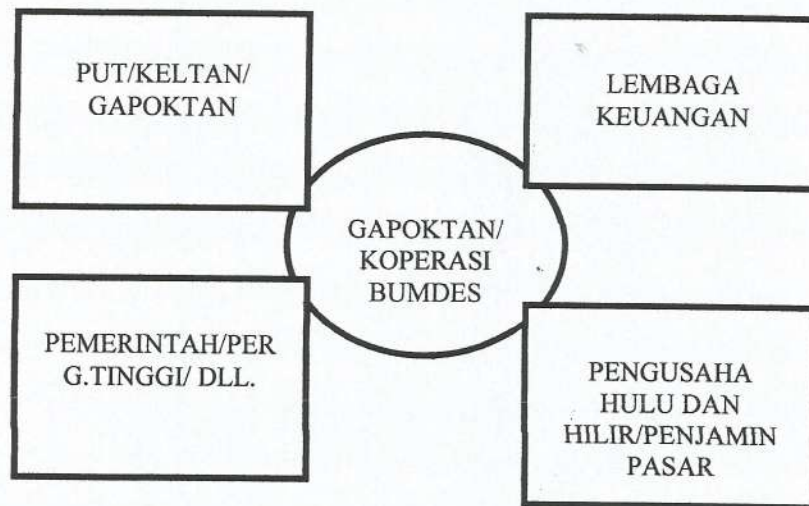 PUT/KELTAN/
GAPOKTAN
LEMBAGA
KEUANGAN
GAPOKTAN/
KOPERASI
BUMDES
PEMERINTAH/PER
G.TINGGI/ DLL.
PENGUSAHA
HULU DAN
HILIR/PENJAMIN
PASAR